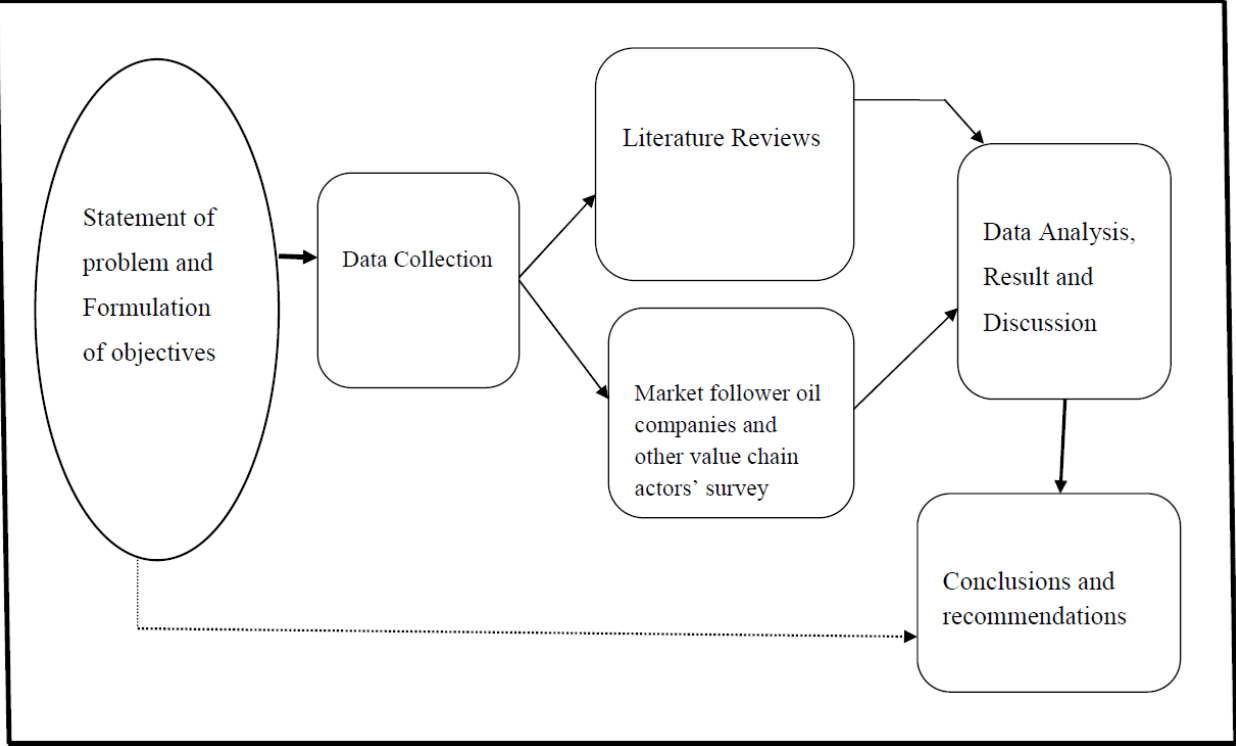 Statement of
problem and
Formulation
of objectives
Data Collection
Literature Reviews
Market follower oil
companies and
other value chain
actors’ survey
Data Analysis,
Result and
Discussion
Conclusions and
recommendations